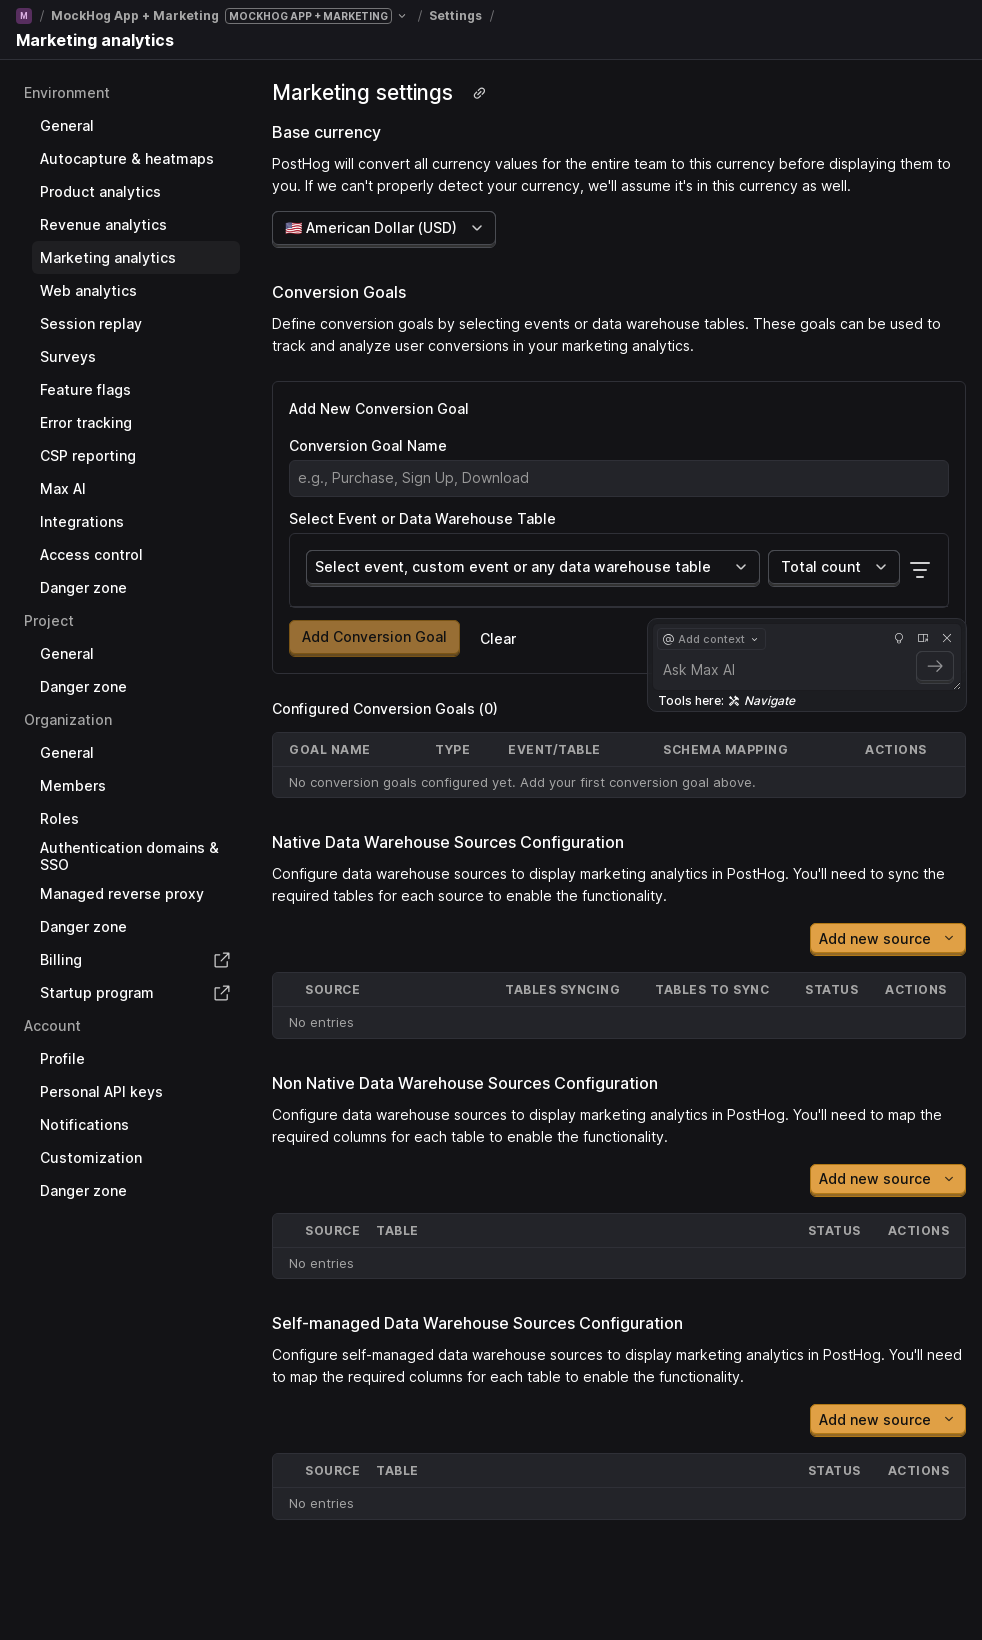 M / MockHog App + Marketing MOCKHOG APP + MARKETING / Settings /
Marketing analytics
Environment
General
Autocapture & heatmaps
Product analytics
Revenue analytics
Marketing analytics
Web analytics
Session replay
Surveys
Feature flags
Error tracking
CSP reporting
Max AI
Integrations
Access control
Danger zone
Project
General
Danger zone
Organization
General
Members
Roles
Authentication domains &
SSO
Managed reverse proxy
Danger zone
Billing
Startup program
Account
Profile
Personal API keys
Notifications
Customization
Danger zone
Marketing settings
Base currency
PostHog will convert all currency values for the entire team to this currency before displaying them to
you. If we can't properly detect your currency, we'll assume it's in this currency as well.
🇺🇸 American Dollar (USD)
Conversion Goals
Define conversion goals by selecting events or data warehouse tables. These goals can be used to
track and analyze user conversions in your marketing analytics.
Add New Conversion Goal
Conversion Goal Name
e.g., Purchase, Sign Up, Download
Select Event or Data Warehouse Table
Select event, custom event or any data warehouse table Total count
Add Conversion Goal Clear
@ Add context
Ask Max AI
Tools here: Navigate
Configured Conversion Goals (0)
GOAL NAME TYPE EVENT/TABLE SCHEMA MAPPING ACTIONS
No conversion goals configured yet. Add your first conversion goal above.
Native Data Warehouse Sources Configuration
Configure data warehouse sources to display marketing analytics in PostHog. You'll need to sync the
required tables for each source to enable the functionality.
Add new source
SOURCE TABLES SYNCING TABLES TO SYNC STATUS ACTIONS
No entries
Non Native Data Warehouse Sources Configuration
Configure data warehouse sources to display marketing analytics in PostHog. You'll need to map the
required columns for each table to enable the functionality.
Add new source
SOURCE TABLE STATUS ACTIONS
No entries
Self-managed Data Warehouse Sources Configuration
Configure self-managed data warehouse sources to display marketing analytics in PostHog. You'll need
to map the required columns for each table to enable the functionality.
Add new source
SOURCE TABLE STATUS ACTIONS
No entries